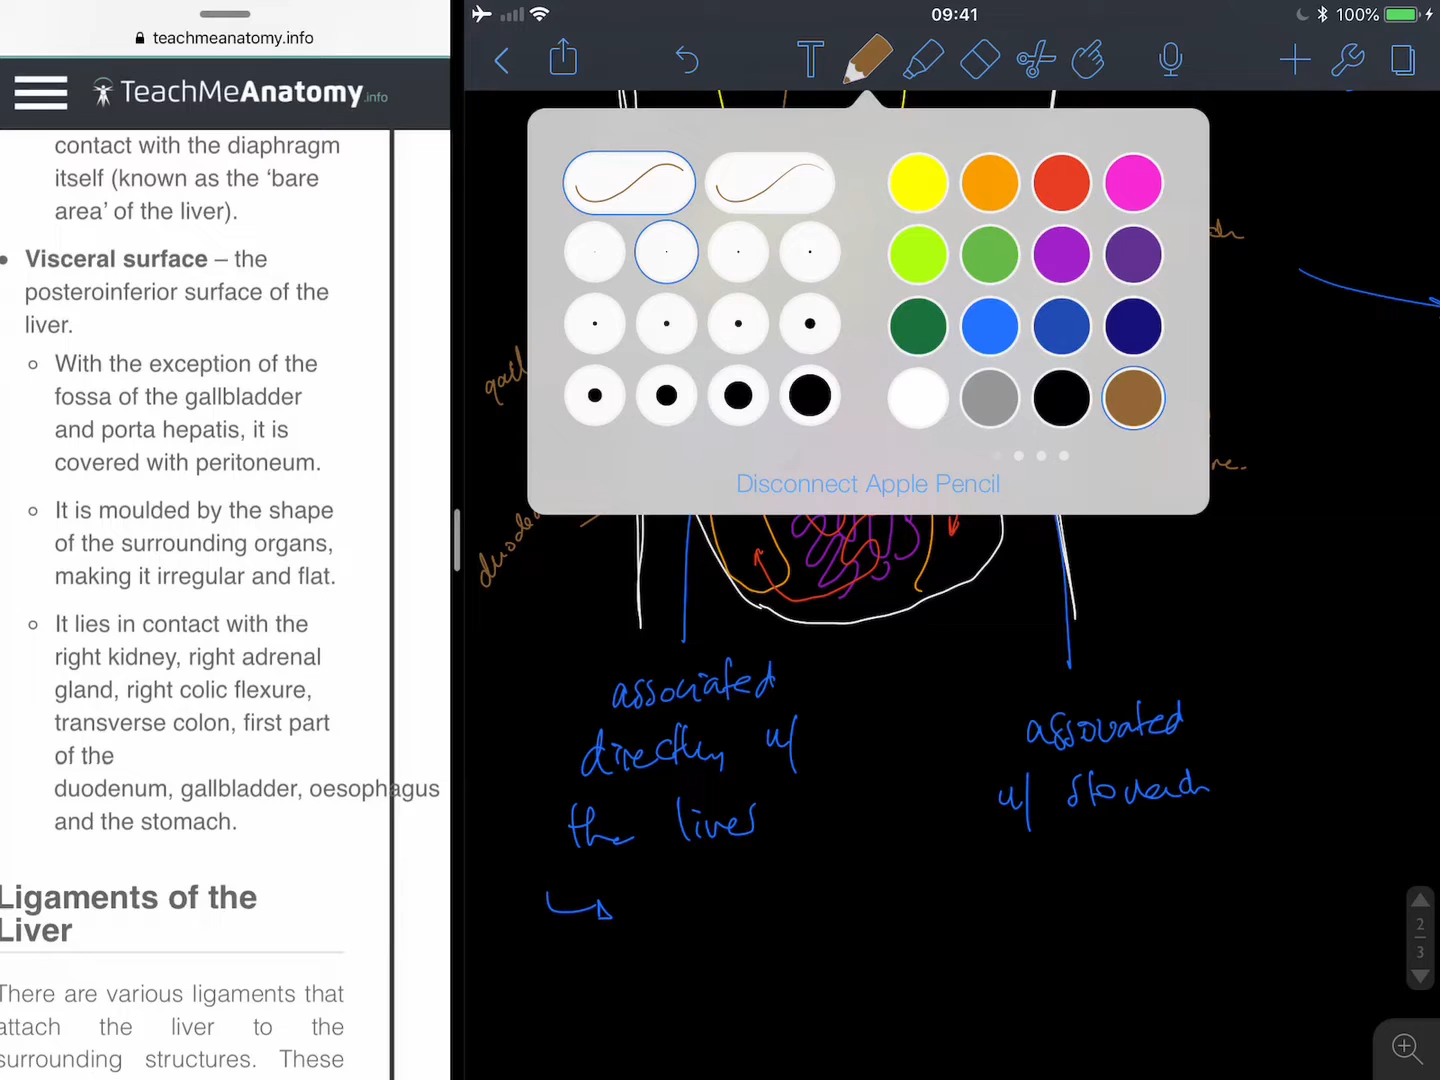 teachmeanatomy.info
TeachMeAnatomy.info
contact with the diaphragm
itself (known as the ‘bare
area’ of the liver).
Visceral surface – the
posteroinferior surface of the
liver.
With the exception of the
fossa of the gallbladder
and porta hepatis, it is
covered with peritoneum.
It is moulded by the shape
of the surrounding organs,
making it irregular and flat.
It lies in contact with the
right kidney, right adrenal
gland, right colic flexure,
transverse colon, first part
of the
duodenum, gallbladder, oesophagus
and the stomach.
Ligaments of the
Liver
There are various ligaments that
attach the liver to the
surrounding structures. These
09:41
100%
T
Disconnect Apple Pencil
gall
duode
associated
directly w/
the liver
associated
w/ stomach
2
3